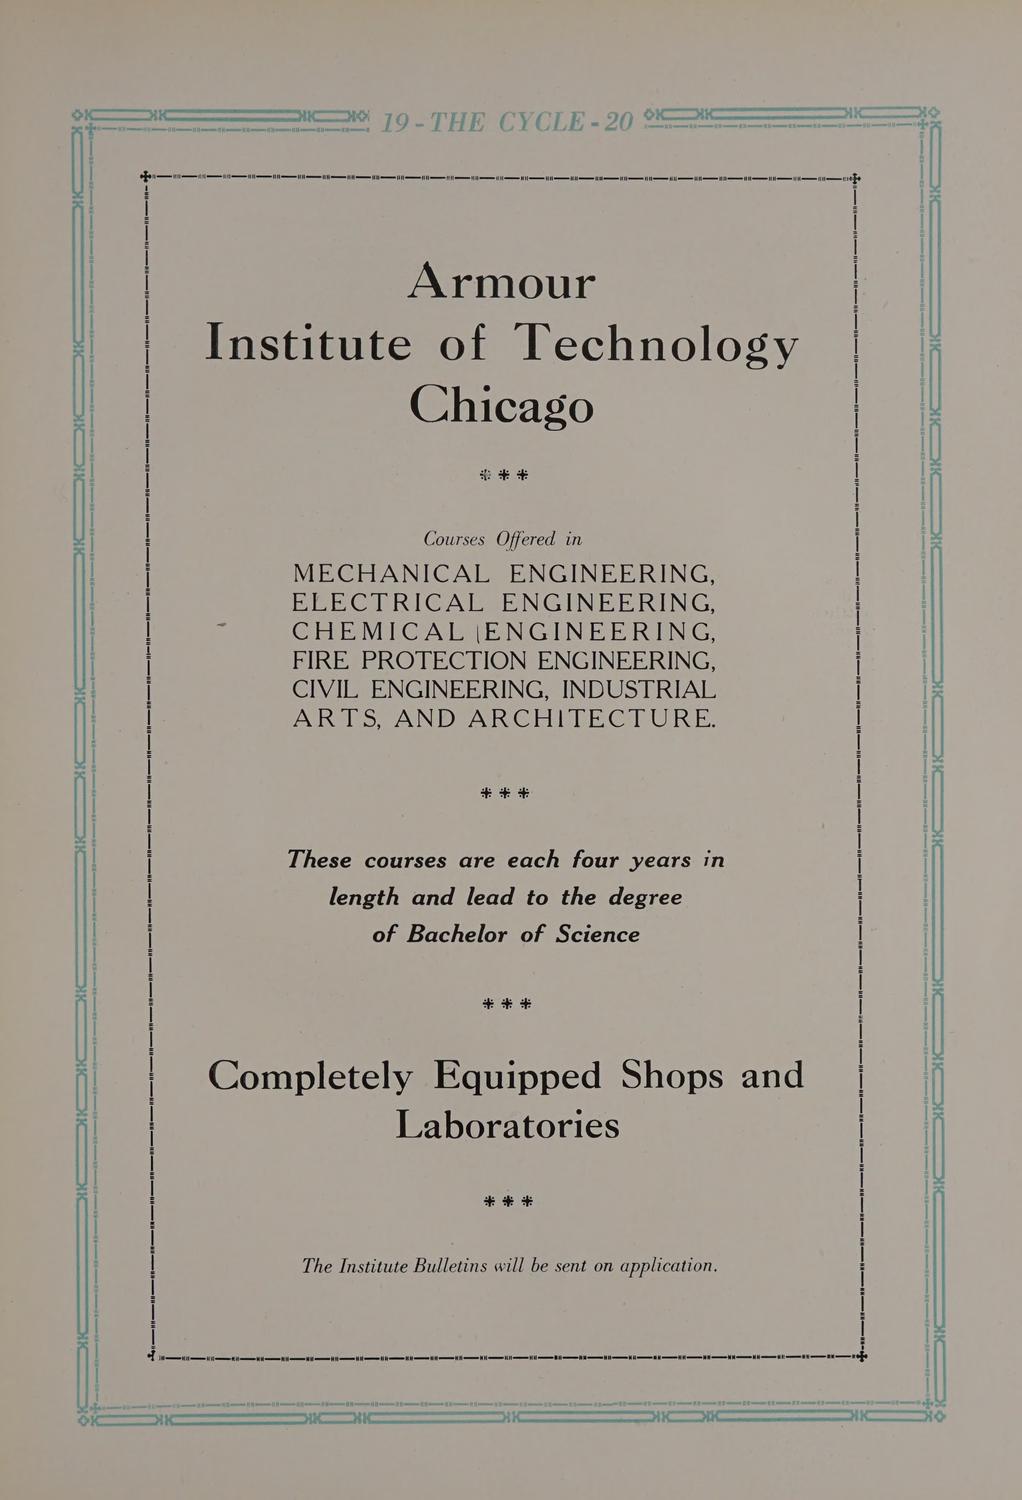 19-THE CYCLE-20
Armour
Institute of Technology
Chicago
***
Courses Offered in
MECHANICAL ENGINEERING,
ELECTRICAL ENGINEERING,
CHEMICAL ENGINEERING,
FIRE PROTECTION ENGINEERING,
CIVIL ENGINEERING, INDUSTRIAL
ARTS, AND ARCHITECTURE.
***
These courses are each four years in
length and lead to the degree
of Bachelor of Science
***
Completely Equipped Shops and
Laboratories
***
The Institute Bulletins will be sent on application.